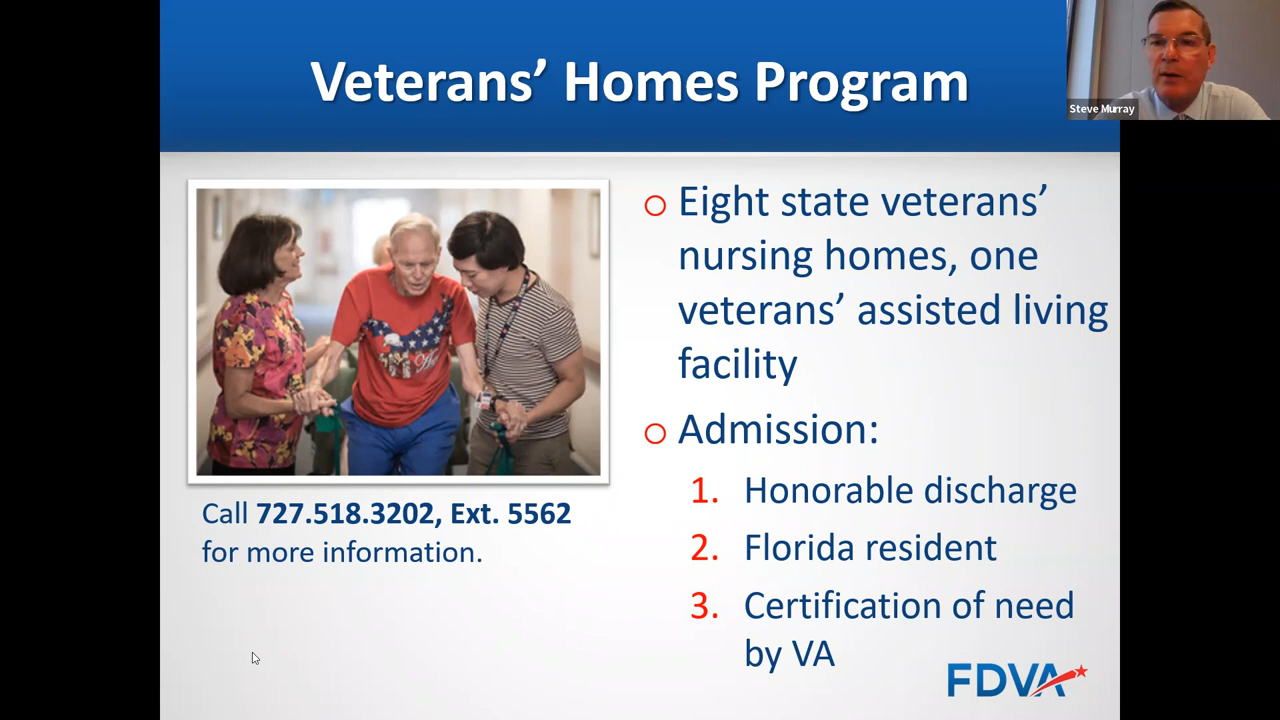 Veterans’ Homes Program
Steve Murray
Eight state veterans’
nursing homes, one
veterans’ assisted living
facility
Admission:
1. Honorable discharge
2. Florida resident
3. Certification of need
by VA
Call 727.518.3202, Ext. 5562
for more information.
FDVA